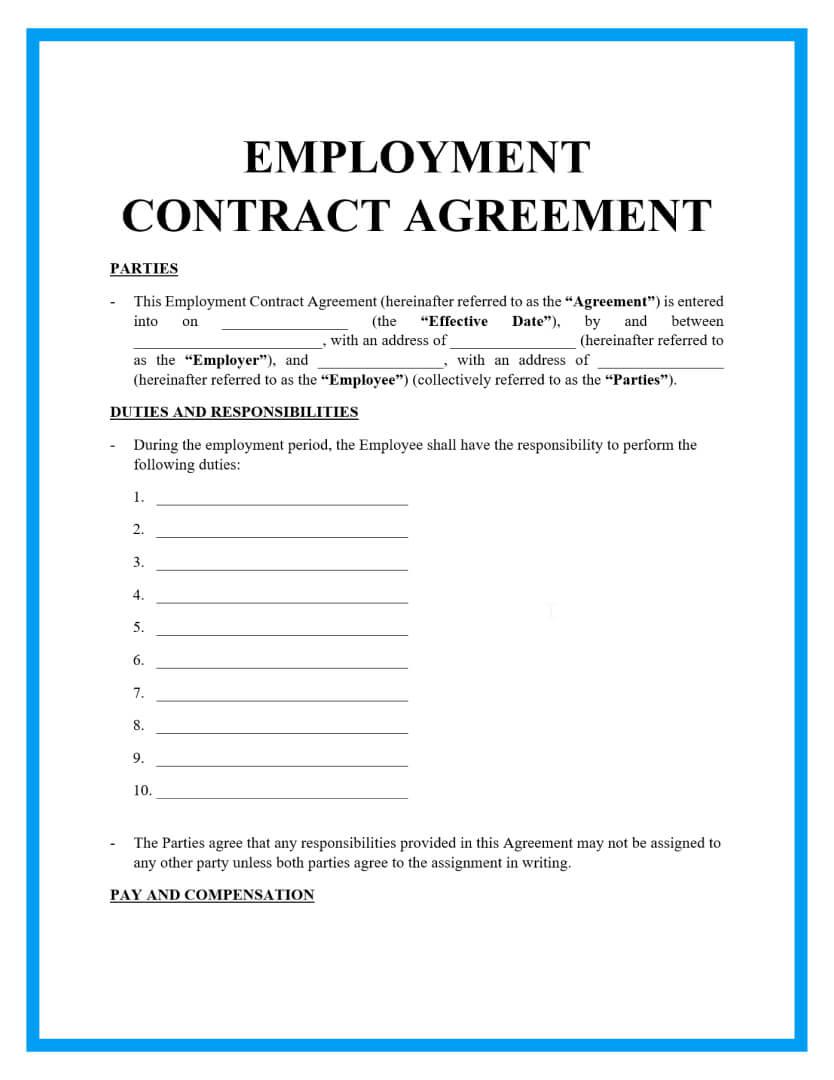 EMPLOYMENT
CONTRACT AGREEMENT
PARTIES
- This Employment Contract Agreement (hereinafter referred to as the “Agreement”) is entered
into on ________________ (the “Effective Date”), by and between
________________________, with an address of ________________ (hereinafter referred to
as the “Employer”), and ________________, with an address of ________________
(hereinafter referred to as the “Employee”) (collectively referred to as the “Parties”).
DUTIES AND RESPONSIBILITIES
- During the employment period, the Employee shall have the responsibility to perform the
following duties:
1. ________________________________
2. ________________________________
3. ________________________________
4. ________________________________
5. ________________________________
6. ________________________________
7. ________________________________
8. ________________________________
9. ________________________________
10. ________________________________
- The Parties agree that any responsibilities provided in this Agreement may not be assigned to
any other party unless both parties agree to the assignment in writing.
PAY AND COMPENSATION